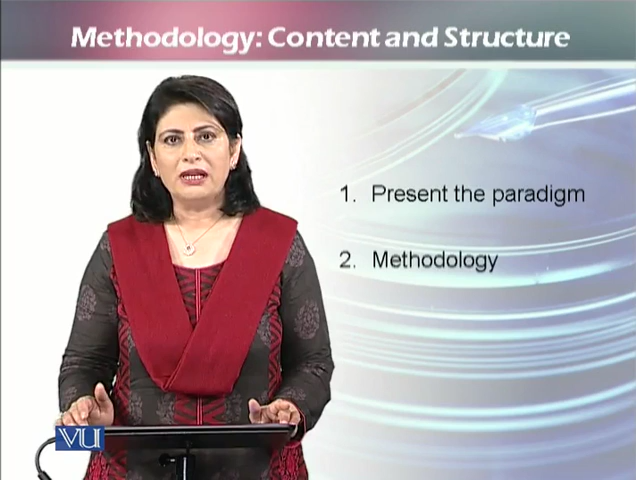 Methodology: Content and Structure
1. Present the paradigm
2. Methodology
VU